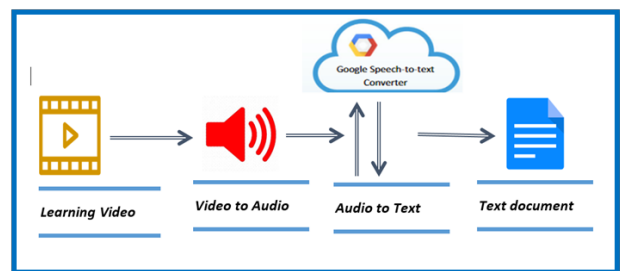 Google Speech-to-text
Converter
Learning Video
Video to Audio
Audio to Text
Text document